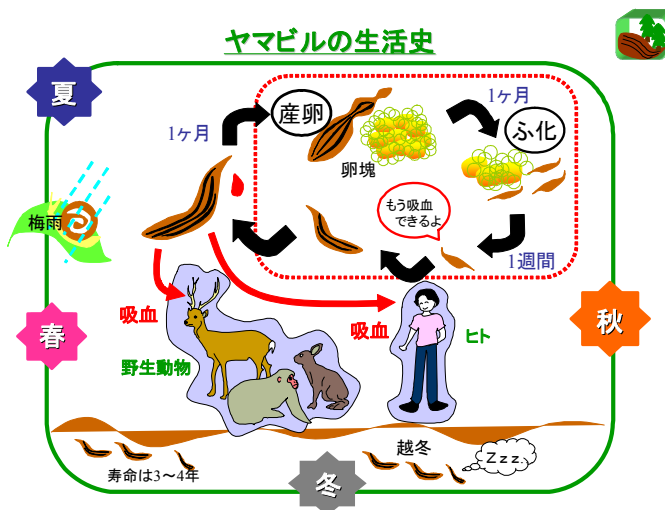 ヤマビルの生活史
夏
1ヶ月
産卵
卵塊
1ヶ月
ふ化
もう吸血
できるよ
1週間
梅雨
春
吸血
野生動物
吸血
ヒト
秋
寿命は3～4年
越冬
Zzz.
冬